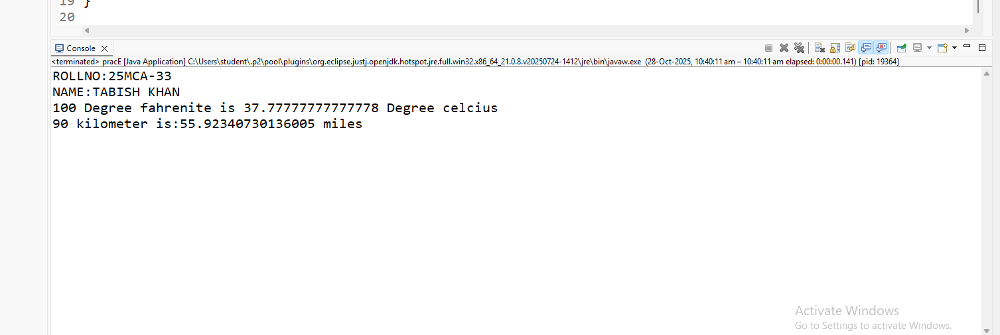 19 }
20
Console
<terminated> pracE [Java Application] C:\Users\student\.p2\pool\plugins\org.eclipse.justj.openjdk.hotspot.jre.full.win32.x86_64_21.0.8.v20250724-1412\jre\bin\javaw.exe (28-Oct-2025, 10:40:11 am – 10:40:11 am elapsed: 0:00:00.141) [pid: 19364]
ROLLNO:25MCA-33
NAME:TABISH KHAN
100 Degree fahrenite is 37.77777777777778 Degree celcius
90 kilometer is:55.92340730136005 miles
Activate Windows
Go to Settings to activate Windows.